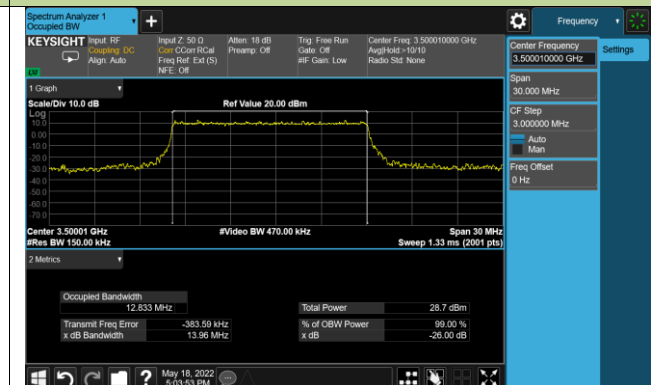 Spectrum Analyzer 1
Occupied BW
Frequency
KEYSIGHT
Input: RF
Coupling: DC
Align: Auto
Input Z: 50 Ω
Corr CCorr RCal
Freq Ref: Ext (S)
NFE: Off
Atten: 18 dB
Preamp: Off
Trig: Free Run
Gate: Off
#IF Gain: Low
Center Freq: 3.500010000 GHz
Avg|Hold:>10/10
Radio Std: None
Center Frequency
3.500010000 GHz
Settings
Span
30.000 MHz
CF Step
3.000000 MHz
Auto
Man
Freq Offset
0 Hz
1 Graph
Scale/Div 10.0 dB
Ref Value 20.00 dBm
Log
10.0
0.00
-10.0
-20.0
-30.0
-40.0
-50.0
-60.0
-70.0
Center 3.50001 GHz
#Video BW 470.00 kHz
Span 30 MHz
#Res BW 150.00 kHz
Sweep 1.33 ms (2001 pts)
2 Metrics
Occupied Bandwidth
12.833 MHz
Total Power
28.7 dBm
Transmit Freq Error
-383.59 kHz
% of OBW Power
99.00 %
x dB Bandwidth
13.96 MHz
x dB
-26.00 dB
May 18, 2022
5:03:53 PM